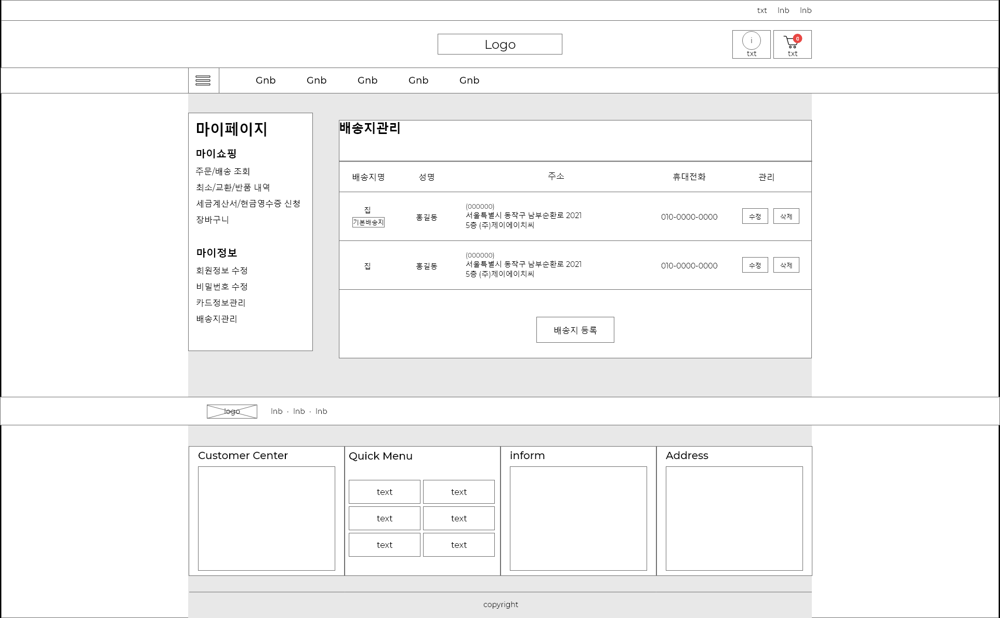 txt lnb lnb
Logo
i
txt
0
txt
Gnb Gnb Gnb Gnb Gnb
마이페이지
마이쇼핑
주문/배송 조회
최소/교환/반품 내역
세금계산서/현금영수증 신청
장바구니
마이정보
회원정보 수정
비밀번호 수정
카드정보관리
배송지관리
배송지관리
배송지명 성명 주소 휴대전화 관리
집
기본배송지
홍길동
(000000)
서울특별시 동작구 남부순환로 2021
5층 (주)제이에이치씨
010-0000-0000
수정 삭제
집
홍길동
(000000)
서울특별시 동작구 남부순환로 2021
5층 (주)제이에이치씨
010-0000-0000
수정 삭제
배송지 등록
logo
lnb · lnb · lnb
Customer Center
Quick Menu
text text
text text
text text
inform
Address
copyright